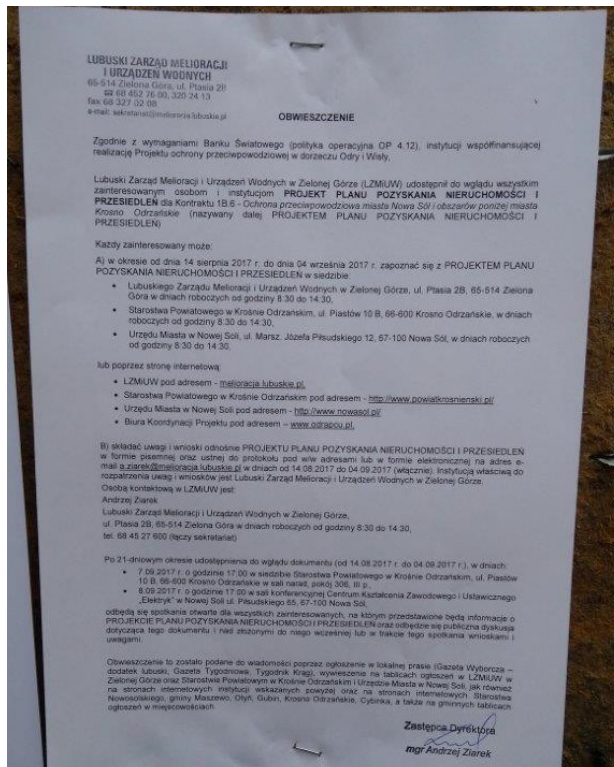 LUBUSKI ZARZĄD MELIORACJI
I URZĄDZEŃ WODNYCH
65-514 Zielona Góra, ul. Ptasia 2B
☎ 68 452 76 00, 320 24 13
fax 68 327 02 08
e-mail: sekretariat@melioracja.lubuskie.pl
OBWIESZCZENIE
Zgodnie z wymaganiami Banku Światowego (polityka operacyjna OP 4.12), instytucji współfinansującej
realizację Projektu ochrony przeciwpowodziowej w dorzeczu Odry i Wisły,
Lubuski Zarząd Melioracji i Urządzeń Wodnych w Zielonej Górze (LZMiUW) udostępnił do wglądu wszystkim
zainteresowanym osobom i instytucjom PROJEKT PLANU POZYSKANIA NIERUCHOMOŚCI I
PRZESIEDLEŃ dla Kontraktu 1B.6 - Ochrona przeciwpowodziowa miasta Nowa Sól i obszarów poniżej miasta
Krosno Odrzańskie (nazywany dalej PROJEKTEM PLANU POZYSKANIA NIERUCHOMOŚCI I
PRZESIEDLEŃ)
Każdy zainteresowany może:
A) w okresie od dnia 14 sierpnia 2017 r. do dnia 04 września 2017 r. zapoznać się z PROJEKTEM PLANU
POZYSKANIA NIERUCHOMOŚCI I PRZESIEDLEŃ w siedzibie:
• Lubuskiego Zarządu Melioracji i Urządzeń Wodnych w Zielonej Górze, ul. Ptasia 2B, 65-514 Zielona
Góra w dniach roboczych od godziny 8:30 do 14:30,
• Starostwa Powiatowego w Krośnie Odrzańskim, ul. Piastów 10 B, 66-600 Krosno Odrzańskie, w dniach
roboczych od godziny 8:30 do 14:30,
• Urzędu Miasta w Nowej Soli, ul. Marsz. Józefa Piłsudskiego 12, 67-100 Nowa Sól, w dniach roboczych
od godziny 8:30 do 14:30,
lub poprzez stronę internetową:
• LZMiUW pod adresem - melioracja.lubuskie.pl,
• Starostwa Powiatowego w Krośnie Odrzańskim pod adresem - http://www.powiatkrosnienski.pl/
• Urzędu Miasta w Nowej Soli pod adresem - http://www.nowasol.pl/
• Biura Koordynacji Projektu pod adresem – www.odrapcu.pl.
B) składać uwagi i wnioski odnośnie PROJEKTU PLANU POZYSKANIA NIERUCHOMOŚCI I PRZESIEDLEŃ
w formie pisemnej oraz ustnej do protokołu pod w/w adresami lub w formie elektronicznej na adres e-
mail a.ziarek@melioracja.lubuskie.pl w dniach od 14.08.2017 do 04.09.2017 (włącznie). Instytucją właściwą do
rozpatrzenia uwag i wniosków jest Lubuski Zarząd Melioracji i Urządzeń Wodnych w Zielonej Górze.
Osobą kontaktową w LZMiUW jest:
Andrzej Ziarek
Lubuski Zarząd Melioracji i Urządzeń Wodnych w Zielonej Górze,
ul. Ptasia 2B, 65-514 Zielona Góra w dniach roboczych od godziny 8:30 do 14:30,
tel. 68 45 27 600 (łączy sekretariat)
Po 21-dniowym okresie udostępnienia do wglądu dokumentu (od 14.08.2017 r. do 04.09.2017 r.), w dniach:
• 7.09.2017 r. o godzinie 17:00 w siedzibie Starostwa Powiatowego w Krośnie Odrzańskim, ul. Piastów
10 B, 66-600 Krosno Odrzańskie w sali narad, pokój 306, III p.,
• 8.09.2017 r. o godzinie 17:00 w sali konferencyjnej Centrum Kształcenia Zawodowego i Ustawicznego
„Elektryk” w Nowej Soli ul. Piłsudskiego 65, 67-100 Nowa Sól,
odbędą się spotkania otwarte dla wszystkich zainteresowanych, na którym przedstawione będą informacje o
PROJEKCIE PLANU POZYSKANIA NIERUCHOMOŚCI I PRZESIEDLEŃ oraz odbędzie się publiczna dyskusja
dotycząca tego dokumentu i nad złożonymi do niego wcześniej lub w trakcie tego spotkania wnioskami i
uwagami.
Obwieszczenie to zostało podane do wiadomości poprzez ogłoszenie w lokalnej prasie (Gazeta Wyborcza –
dodatek lubuski, Gazeta Tygodniowa, Tygodnik Krąg), wywieszenie na tablicach ogłoszeń w LZMiUW w
Zielonej Górze oraz Starostwie Powiatowym w Krośnie Odrzańskim i Urzędzie Miasta w Nowej Soli, jak również
na stronach internetowych instytucji wskazanych powyżej oraz na stronach internetowych Starostwa
Nowosolskiego, gminy Maszewo, Otyń, Gubin, Krosno Odrzańskie, Cybinka, a także na gminnych tablicach
ogłoszeń w miejscowościach.
Zastępca Dyrektora
mgr Andrzej Ziarek